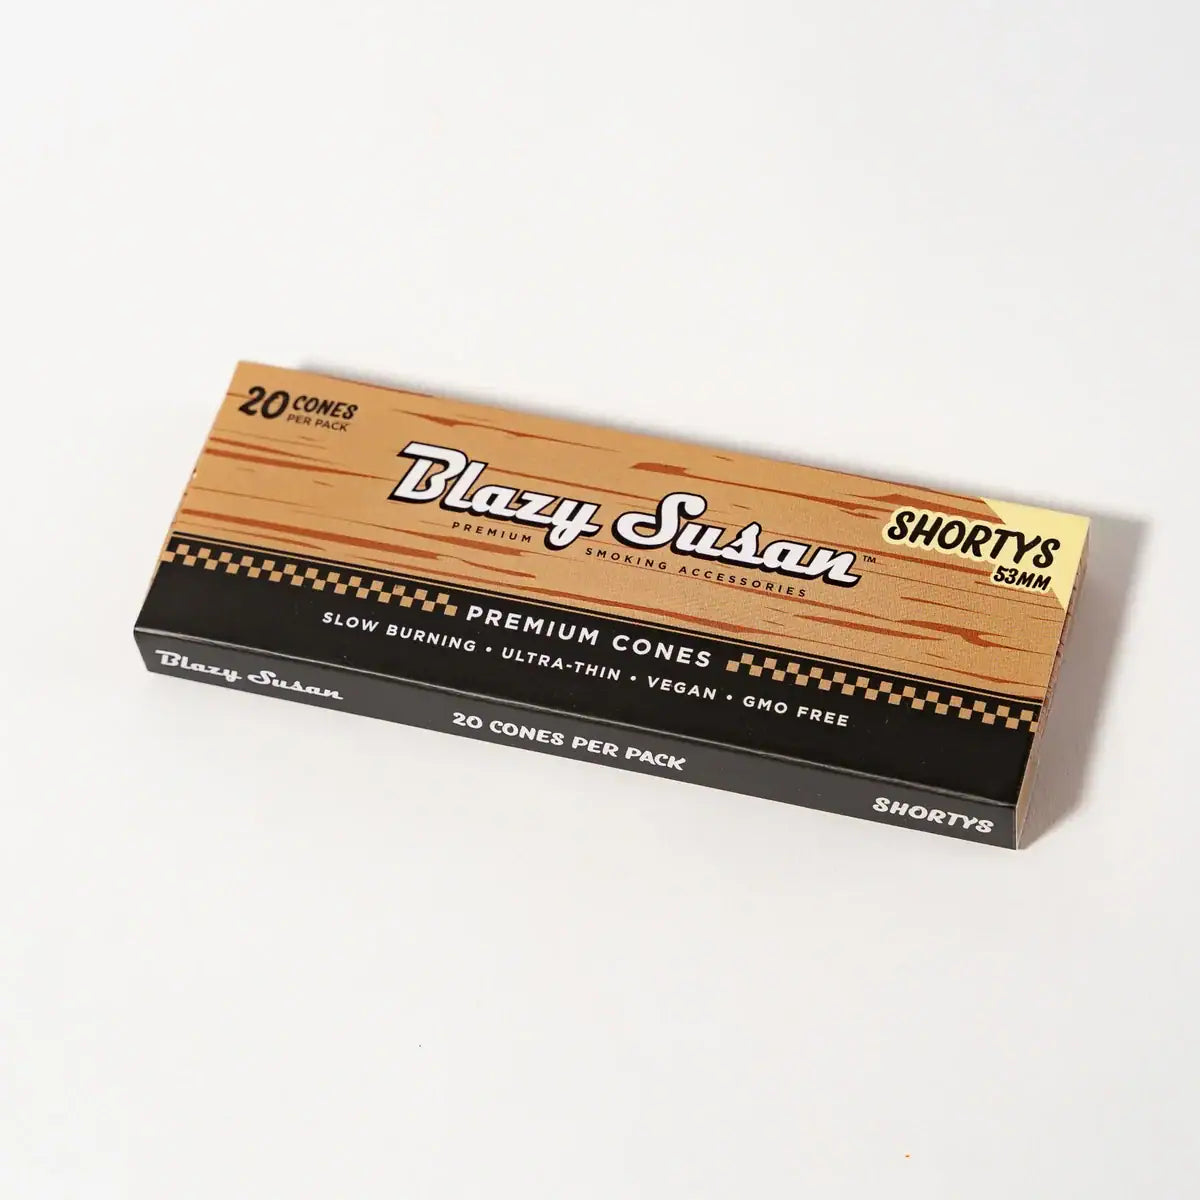 20 CONES
PER PACK
Blazy Susan™
PREMIUM SMOKING ACCESSORIES
SHORTYS
53MM
PREMIUM CONES
SLOW BURNING • ULTRA-THIN • VEGAN • GMO FREE
Blazy Susan
20 CONES PER PACK
SHORTYS